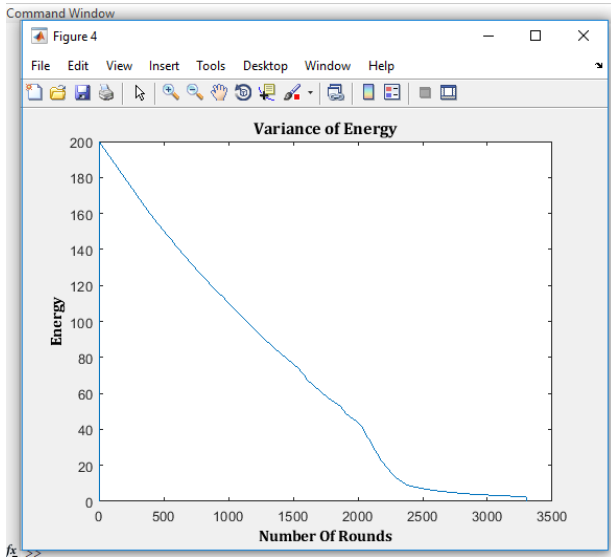 Command Window
Figure 4
File Edit View Insert Tools Desktop Window Help
Variance of Energy
200
180
160
140
120
100
80
60
40
20
0
Energy
0 500 1000 1500 2000 2500 3000 3500
Number Of Rounds
fx >>